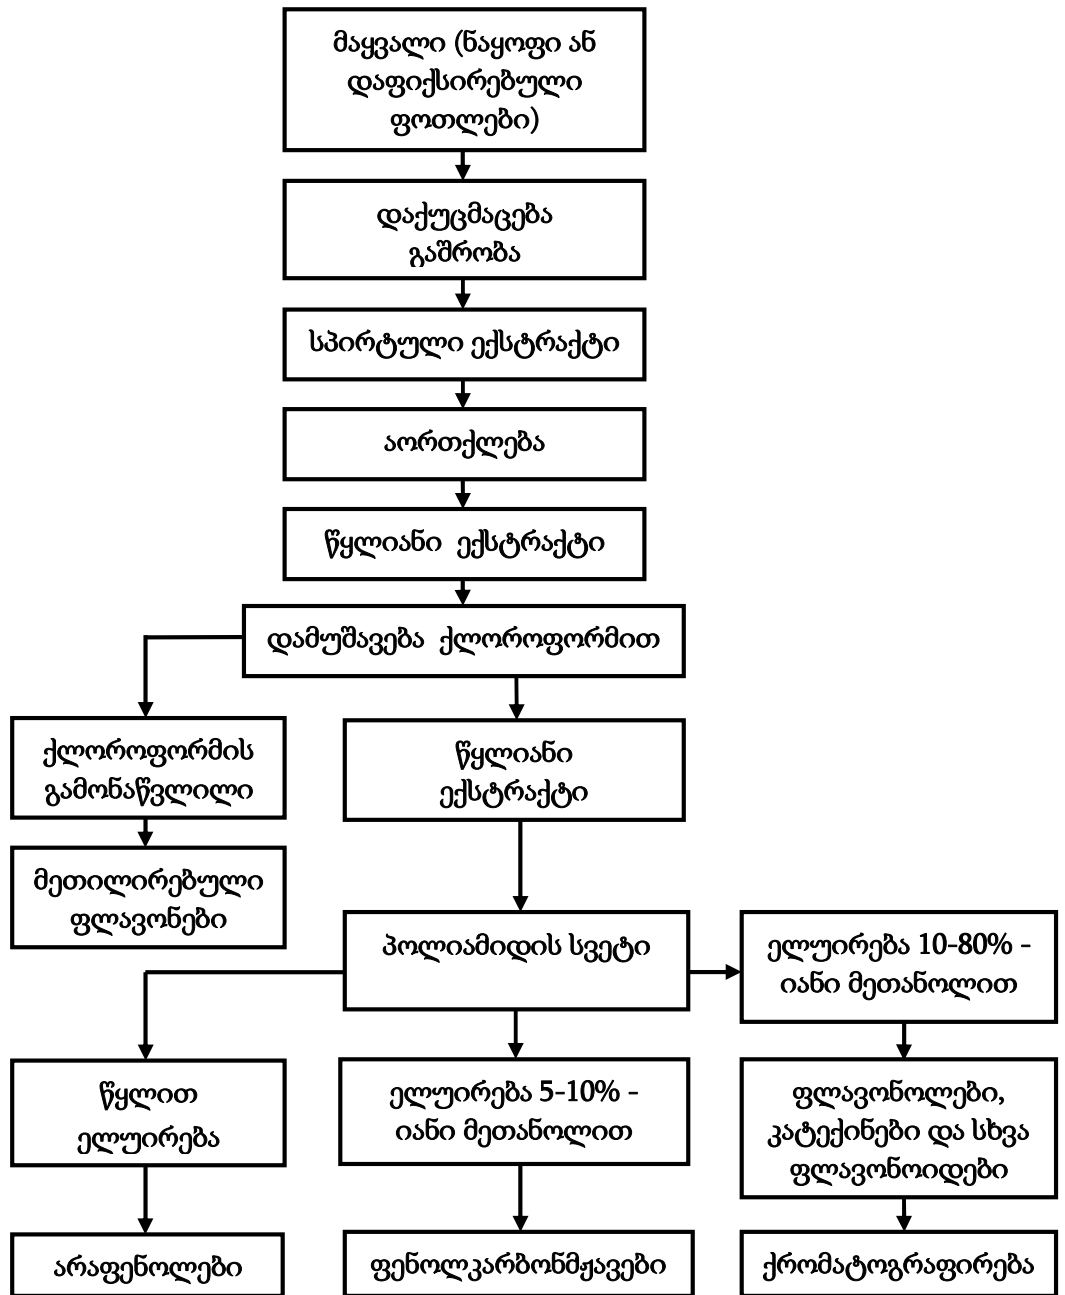 მაყვალი (ნაყოფი ან
დაფიქსირებული
ფოთლები)
დაქუცმაცება
გაშრობა
სპირტული ექსტრაქტი
აორთქლება
წყლიანი ექსტრაქტი
დამუშავება ქლოროფორმით
ქლოროფორმის
გამონაწვლილი
წყლიანი
ექსტრაქტი
მეთილირებული
ფლავონები
პოლიამიდის სვეტი
ელუირება 10-80% -
იანი მეთანოლით
წყლით
ელუირება
ელუირება 5-10% -
იანი მეთანოლით
ფლავონოლები,
კატექინები და სხვა
ფლავონოიდები
არაფენოლები
ფენოლკარბონმჟავები
ქრომატოგრაფირება